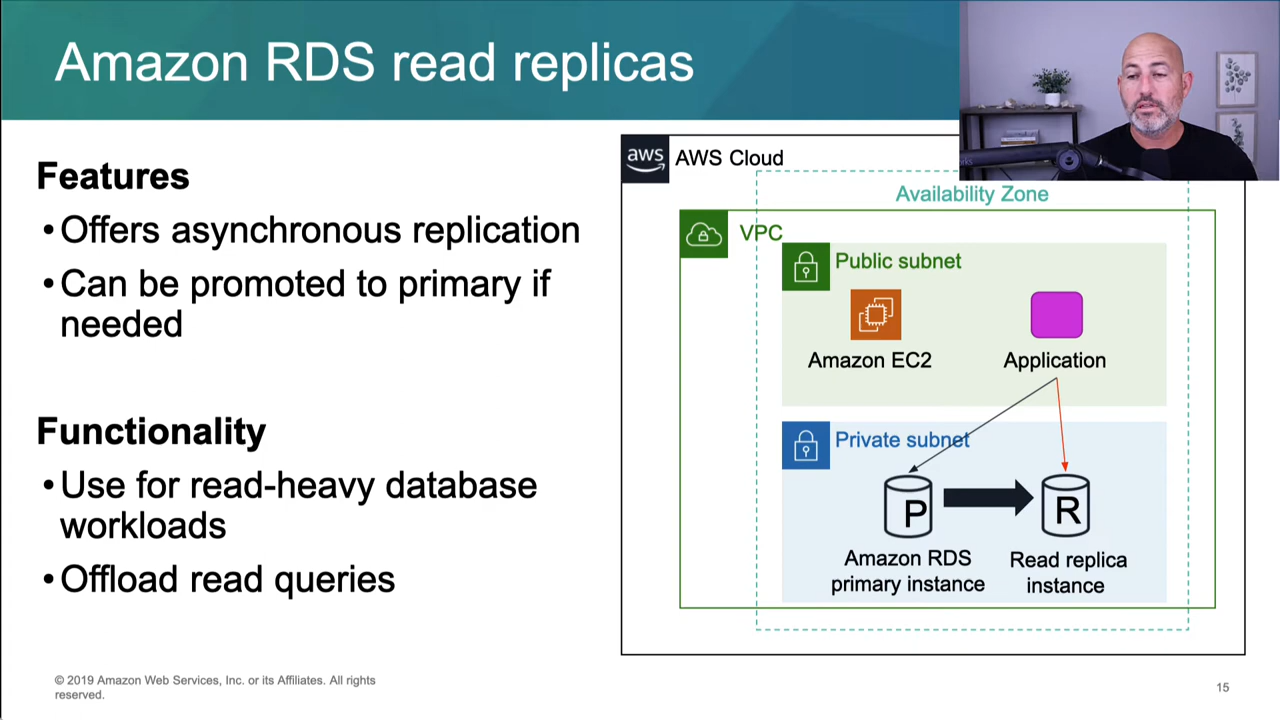 Amazon RDS read replicas
Features
•Offers asynchronous replication
•Can be promoted to primary if
needed
Functionality
•Use for read-heavy database
workloads
•Offload read queries
aws
AWS Cloud
Availability Zone
VPC
Public subnet
Amazon EC2
Application
Private subnet
P
R
Amazon RDS
primary instance
Read replica
instance
© 2019 Amazon Web Services, Inc. or its Affiliates. All rights
reserved.
15